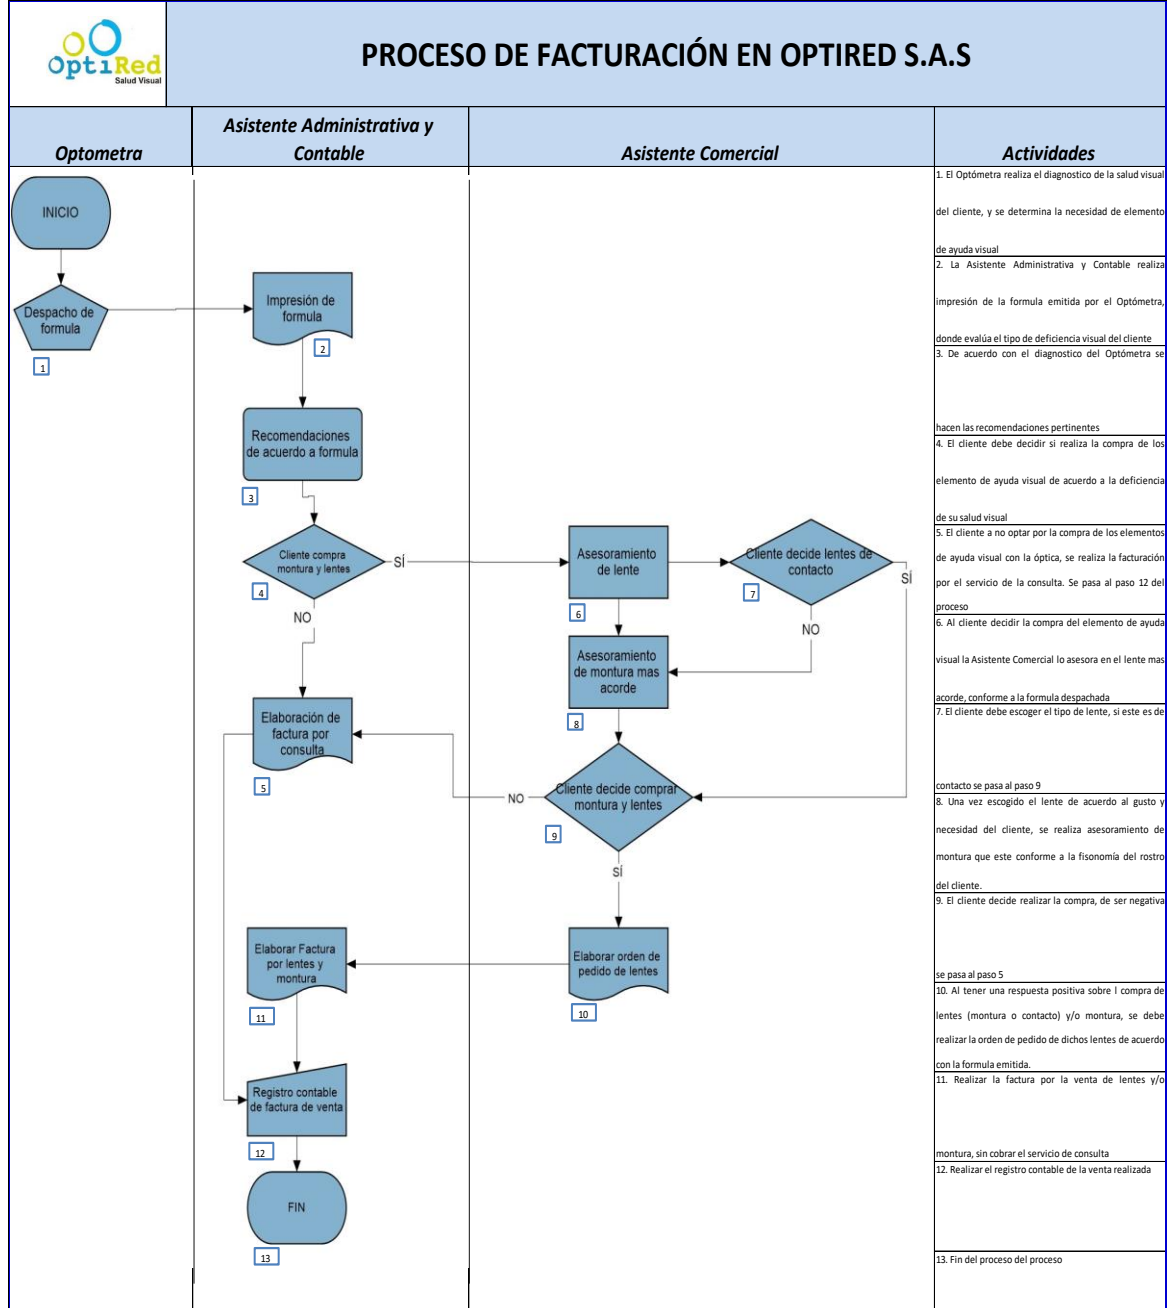 OptiRed
Salud Visual
PROCESO DE FACTURACIÓN EN OPTIRED S.A.S
Optometra
Asistente Administrativa y
Contable
Asistente Comercial
Actividades
INICIO
Despacho de
formula
1
Impresión de
formula
2
Recomendaciones
de acuerdo a formula
3
Cliente compra
montura y lentes
4
SÍ
NO
Elaboración de
factura por
consulta
5
Asesoramiento
de lente
6
Cliente decide lentes de
contacto
7
SÍ
NO
Asesoramiento
de montura mas
acorde
8
Cliente decide comprar
montura y lentes
9
NO
SÍ
Elaborar orden de
pedido de lentes
10
Elaborar Factura
por lentes y
montura
11
Registro contable
de factura de venta
12
FIN
13
1. El Optómetra realiza el diagnostico de la salud visual
del cliente, y se determina la necesidad de elemento
de ayuda visual
2. La Asistente Administrativa y Contable realiza
impresión de la formula emitida por el Optómetra,
donde evalúa el tipo de deficiencia visual del cliente
3. De acuerdo con el diagnostico del Optómetra se
hacen las recomendaciones pertinentes
4. El cliente debe decidir si realiza la compra de los
elemento de ayuda visual de acuerdo a la deficiencia
de su salud visual
5. El cliente a no optar por la compra de los elementos
de ayuda visual con la óptica, se realiza la facturación
por el servicio de la consulta. Se pasa al paso 12 del
proceso
6. Al cliente decidir la compra del elemento de ayuda
visual la Asistente Comercial lo asesora en el lente mas
acorde, conforme a la formula despachada
7. El cliente debe escoger el tipo de lente, si este es de
contacto se pasa al paso 9
8. Una vez escogido el lente de acuerdo al gusto y
necesidad del cliente, se realiza asesoramiento de
montura que este conforme a la fisonomía del rostro
del cliente.
9. El cliente decide realizar la compra, de ser negativa
se pasa al paso 5
10. Al tener una respuesta positiva sobre l compra de
lentes (montura o contacto) y/o montura, se debe
realizar la orden de pedido de dichos lentes de acuerdo
con la formula emitida.
11. Realizar la factura por la venta de lentes y/o
montura, sin cobrar el servicio de consulta
12. Realizar el registro contable de la venta realizada
13. Fin del proceso del proceso